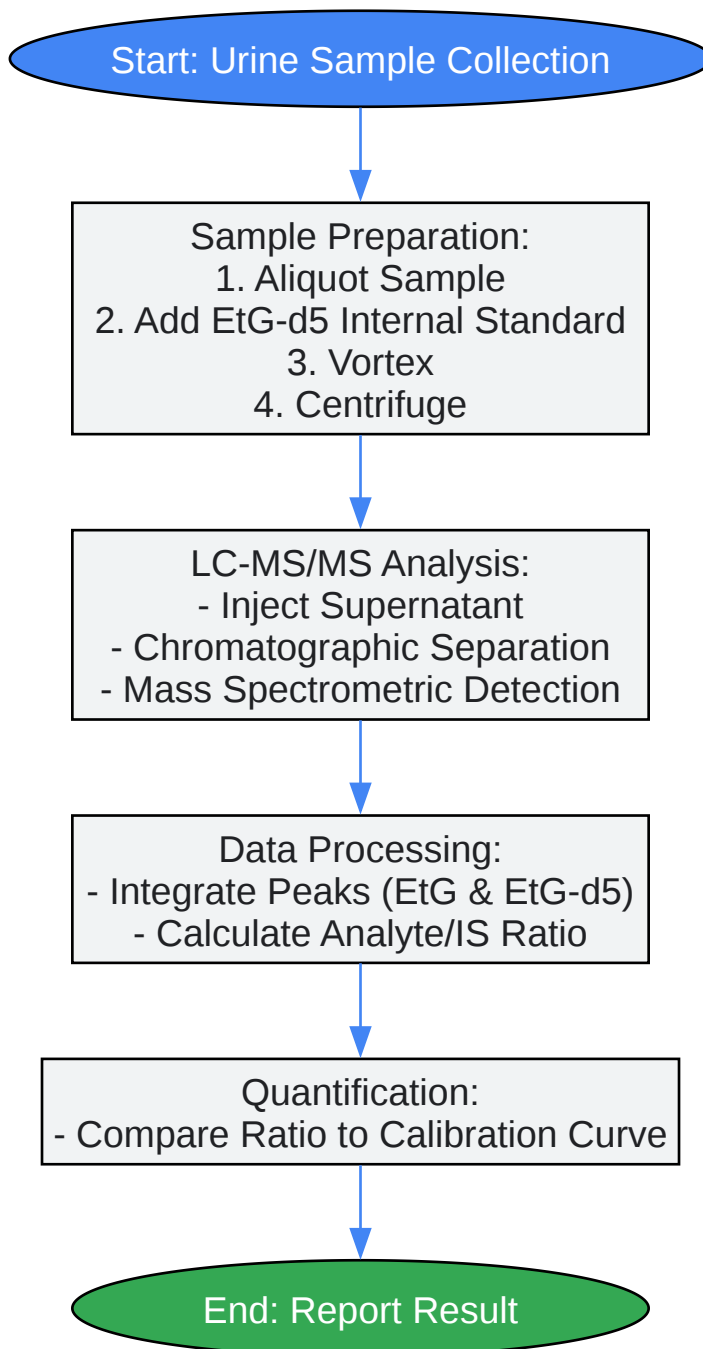 Start: Urine Sample Collection
Sample Preparation:
1. Aliquot Sample
2. Add EtG-d5 Internal Standard
3. Vortex
4. Centrifuge
LC-MS/MS Analysis:
- Inject Supernatant
- Chromatographic Separation
- Mass Spectrometric Detection
Data Processing:
- Integrate Peaks (EtG & EtG-d5)
- Calculate Analyte/IS Ratio
Quantification:
- Compare Ratio to Calibration Curve
End: Report Result